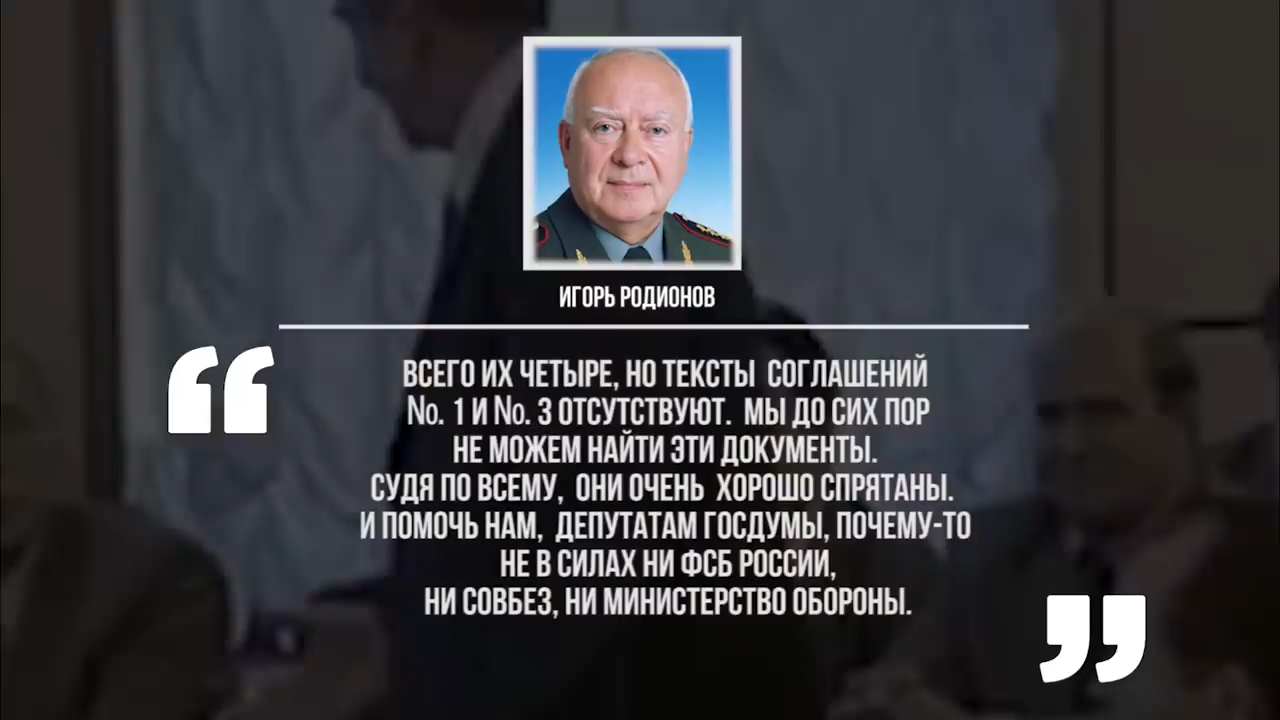 ИГОРЬ РОДИОНОВ
“
ВСЕГО ИХ ЧЕТЫРЕ, НО ТЕКСТЫ СОГЛАШЕНИЙ
No. 1 И No. 3 ОТСУТСТВУЮТ. МЫ ДО СИХ ПОР
НЕ МОЖЕМ НАЙТИ ЭТИ ДОКУМЕНТЫ.
СУДЯ ПО ВСЕМУ, ОНИ ОЧЕНЬ ХОРОШО СПРЯТАНЫ.
И ПОМОЧЬ НАМ, ДЕПУТАТАМ ГОСДУМЫ, ПОЧЕМУ-ТО
НЕ В СИЛАХ НИ ФСБ РОССИИ,
НИ СОВБЕЗ, НИ МИНИСТЕРСТВО ОБОРОНЫ.
”